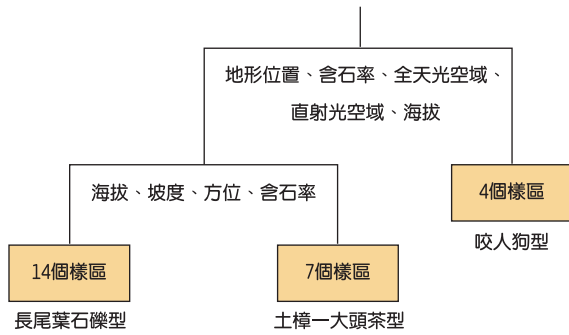 地形位置、含石率、全天光空域、
直射光空域、海拔
海拔、坡度、方位、含石率
4個樣區
咬人狗型
14個樣區
7個樣區
長尾葉石礫型
土樟一大頭茶型